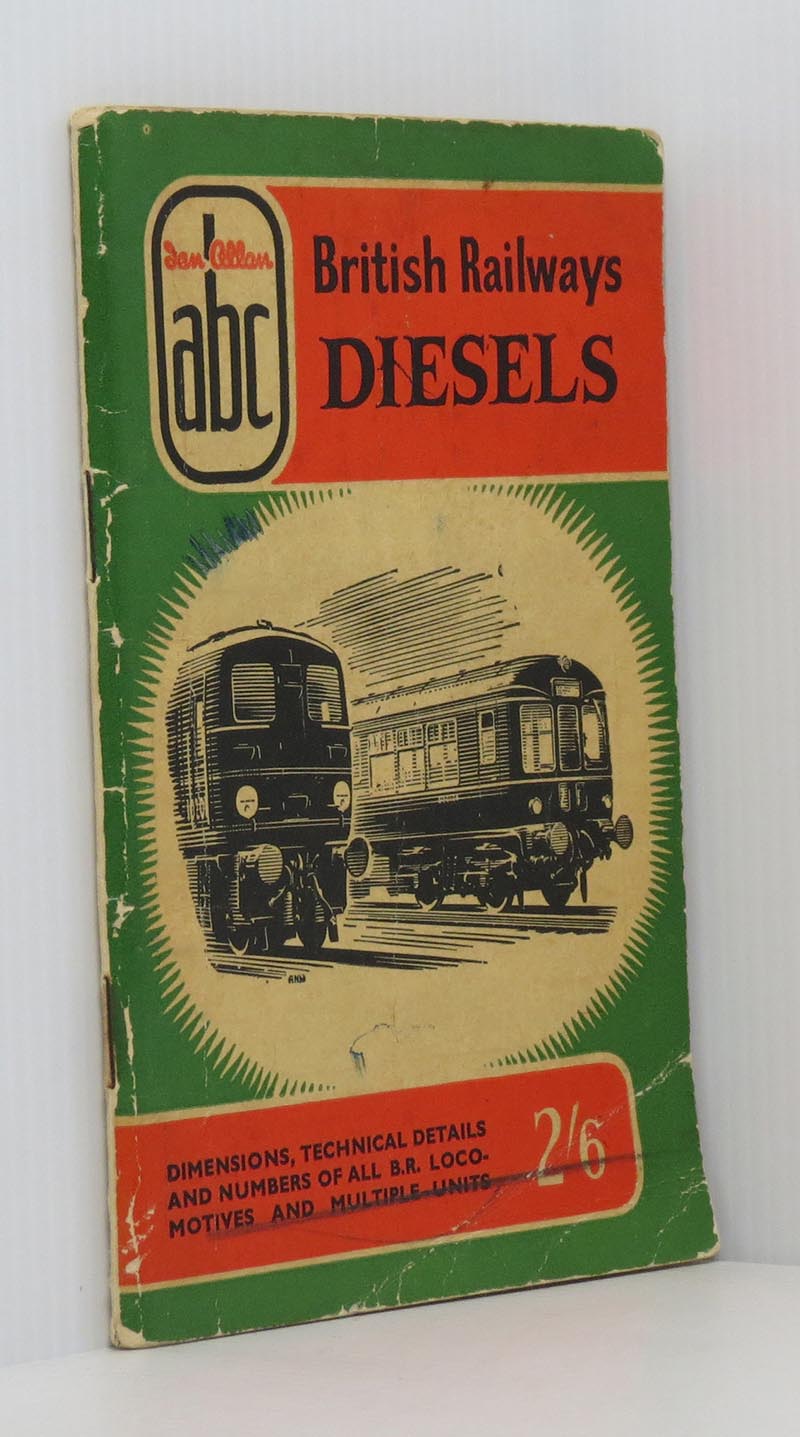 Ian Allan
abc
British Railways
DIESELS
DIMENSIONS, TECHNICAL DETAILS
AND NUMBERS OF ALL B.R. LOCO-
MOTIVES AND MULTIPLE UNITS
2/6